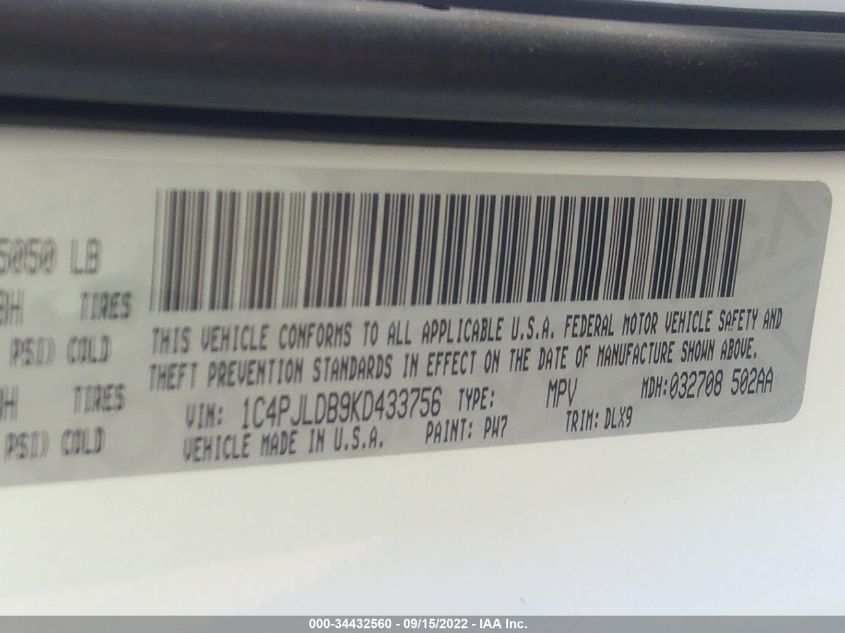 5050 LB
TIRES
PSI) COLD
TIRES
PSI) COLD
THIS VEHICLE CONFORMS TO ALL APPLICABLE U.S.A. FEDERAL MOTOR VEHICLE SAFETY AND
THEFT PREVENTION STANDARDS IN EFFECT ON THE DATE OF MANUFACTURE SHOWN ABOVE.
VIN: 1C4PJLDB9KD433756 TYPE: MPV MDH: 032708 502AA
VEHICLE MADE IN U.S.A. PAINT: PW7 TRIM: DLX9
000-34432560 - 09/15/2022 - IAA Inc.